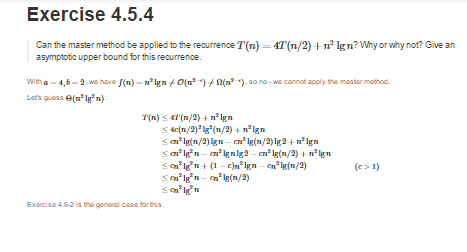 Exercise 4.5.4
Can the master method be applied to the recurrence T(n) = 4T(n/2) + n² lg n? Why or why not? Give an
asymptotic upper bound for this recurrence.
With a = 4, b = 2, we have f(n) = n² lg n ≠ O(n²⁻ᵋ) ≠ Ω(n²⁻ᵋ), so no - we cannot apply the master method.
Let's guess Θ(n² lg² n):
T(n) ≤ 4T(n/2) + n² lg n
≤ 4c(n/2)² lg²(n/2) + n² lg n
≤ cn² lg(n/2) lg n − cn² lg(n/2) lg 2 + n² lg n
≤ cn² lg² n − cn² lg n lg 2 − cn² lg(n/2) + n² lg n
≤ cn² lg² n + (1 − c)n² lg n − cn² lg(n/2) (c > 1)
≤ cn² lg² n − cn² lg(n/2)
≤ cn² lg² n
Exercise 4.6-2 is the general case for this.